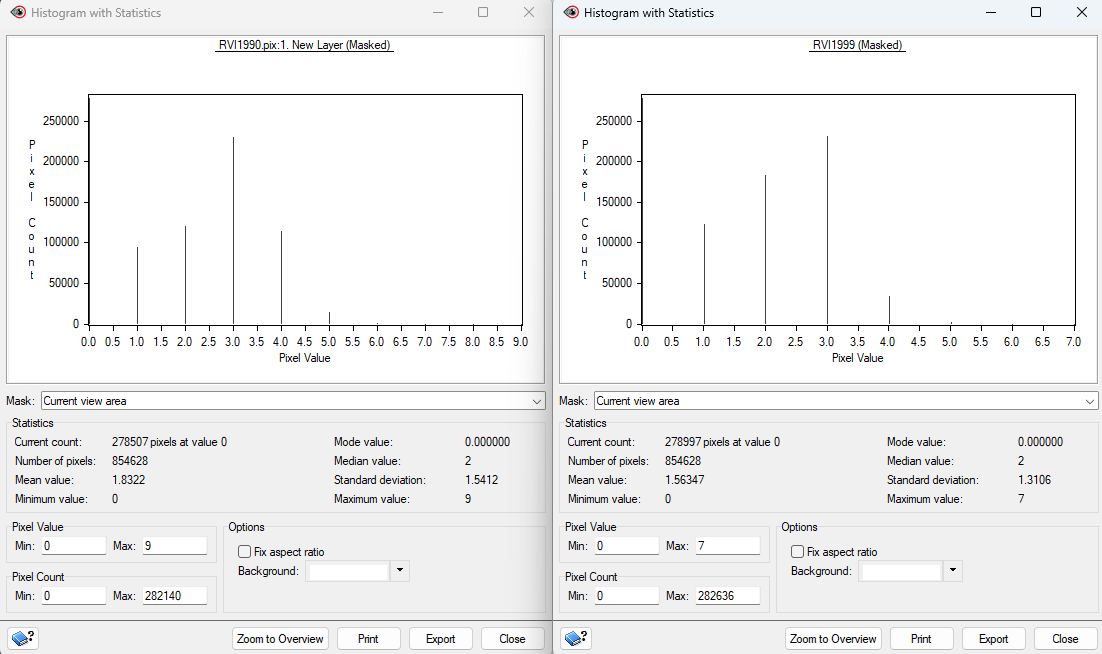 Histogram with Statistics
RVI1990.pix:1. New Layer (Masked)
250000
200000
150000
100000
50000
0
Pixel Count
0.0 0.5 1.0 1.5 2.0 2.5 3.0 3.5 4.0 4.5 5.0 5.5 6.0 6.5 7.0 7.5 8.0 8.5 9.0
Pixel Value
Mask: Current view area
Statistics
Current count: 278507 pixels at value 0 Mode value: 0.000000
Number of pixels: 854628 Median value: 2
Mean value: 1.8322 Standard deviation: 1.5412
Minimum value: 0 Maximum value: 9
Pixel Value
Min: 0 Max: 9
Pixel Count
Min: 0 Max: 282140
Options
Fix aspect ratio
Background:
?
Zoom to Overview Print Export Close
Histogram with Statistics
RVI1999 (Masked)
250000
200000
150000
100000
50000
0
Pixel Count
0.0 0.5 1.0 1.5 2.0 2.5 3.0 3.5 4.0 4.5 5.0 5.5 6.0 6.5 7.0
Pixel Value
Mask: Current view area
Statistics
Current count: 278997 pixels at value 0 Mode value: 0.000000
Number of pixels: 854628 Median value: 2
Mean value: 1.56347 Standard deviation: 1.3106
Minimum value: 0 Maximum value: 7
Pixel Value
Min: 0 Max: 7
Pixel Count
Min: 0 Max: 282636
Options
Fix aspect ratio
Background:
?
Zoom to Overview Print Export Close